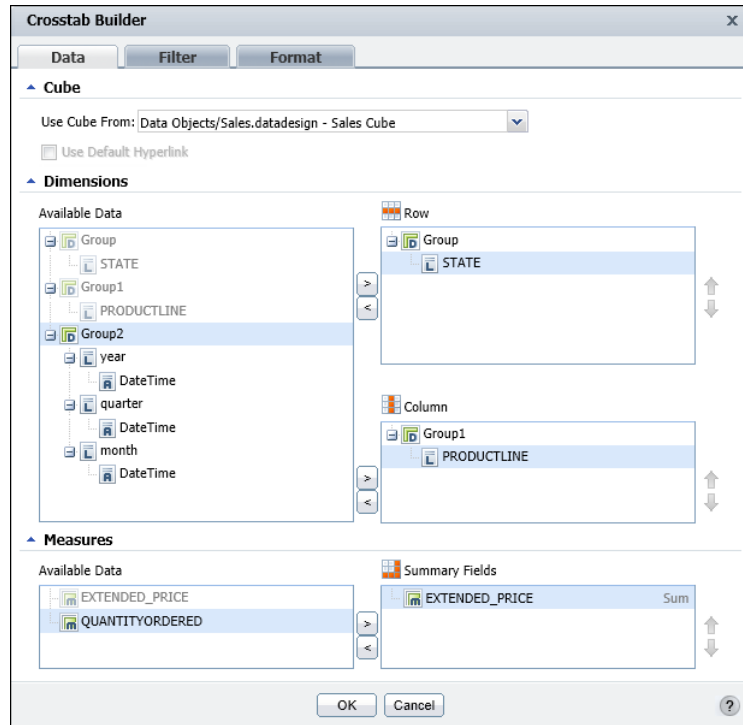 Crosstab Builder x
Data Filter Format
Cube
Use Cube From: Data Objects/Sales.datadesign - Sales Cube
Use Default Hyperlink
Dimensions
Available Data
Group
STATE
Group1
PRODUCTLINE
Group2
year
DateTime
quarter
DateTime
month
DateTime
>
<
>
<
Row
Group
STATE
Column
Group1
PRODUCTLINE
Measures
Available Data
EXTENDED_PRICE
QUANTITYORDERED
>
<
Summary Fields
EXTENDED_PRICE Sum
OK Cancel ?